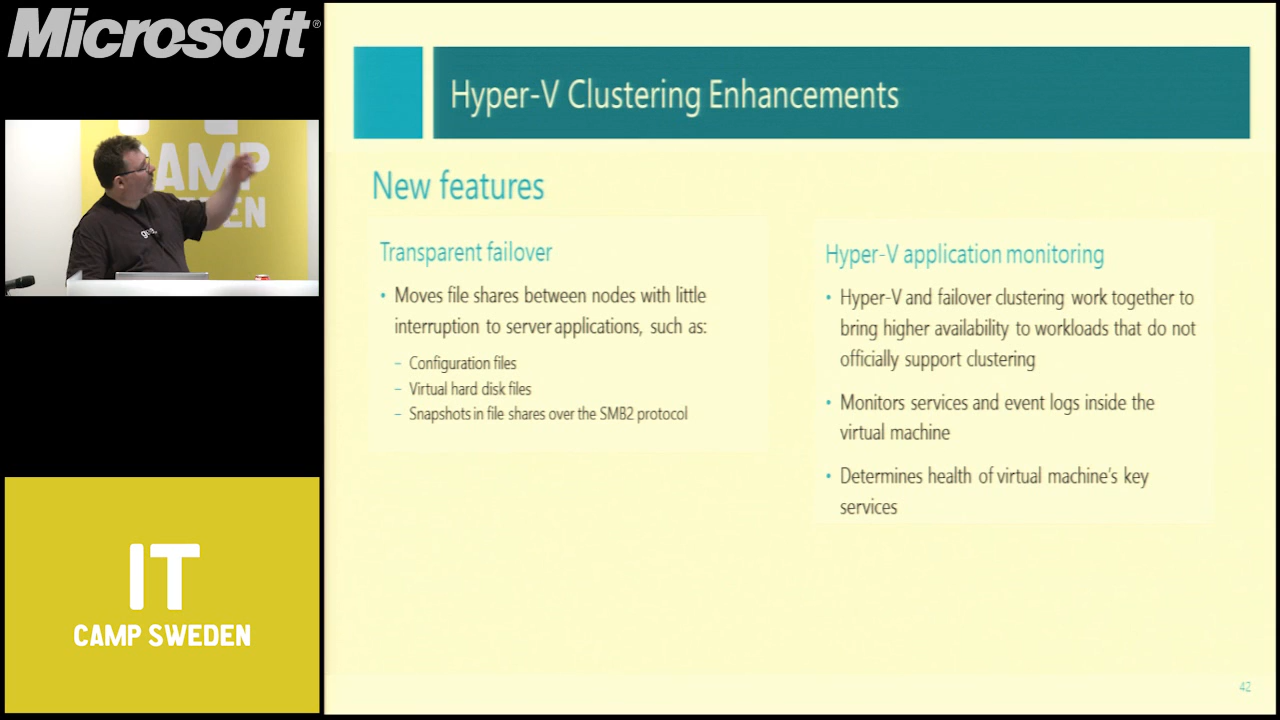 Microsoft®
CAMP
Hyper-V Clustering Enhancements
New features
Transparent failover
• Moves file shares between nodes with little
interruption to server applications, such as:
– Configuration files
– Virtual hard disk files
– Snapshots in file shares over the SMB2 protocol
Hyper-V application monitoring
• Hyper-V and failover clustering work together to
bring higher availability to workloads that do not
officially support clustering
• Monitors services and event logs inside the
virtual machine
• Determines health of virtual machine's key
services
IT
CAMP SWEDEN
42